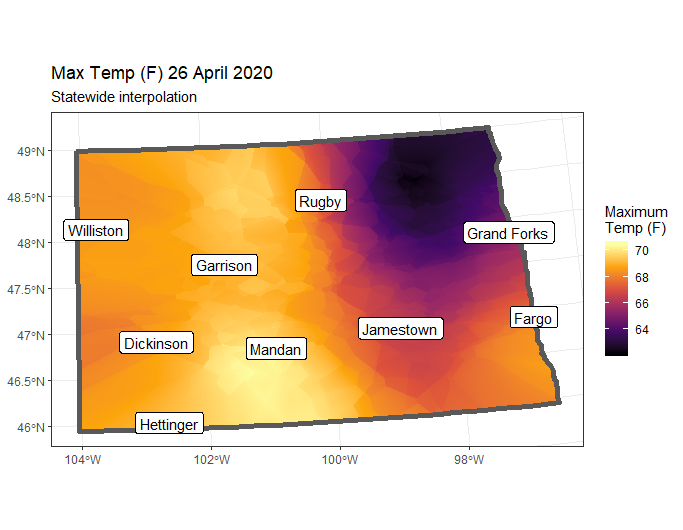 Max Temp (F) 26 April 2020
Statewide interpolation
49°N
48.5°N
48°N
47.5°N
47°N
46.5°N
46°N
104°W
102°W
100°W
98°W
Rugby
Williston
Grand Forks
Garrison
Fargo
Jamestown
Dickinson
Mandan
Hettinger
Maximum
Temp (F)
70
68
66
64